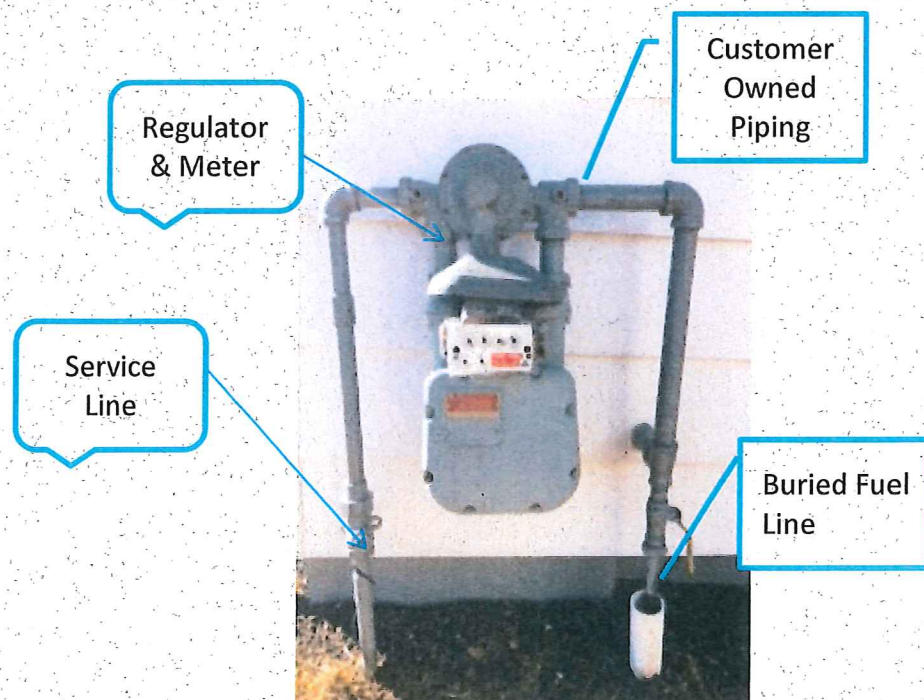 Customer
Owned
Piping
Regulator
& Meter
Service
Line
Buried Fuel
Line